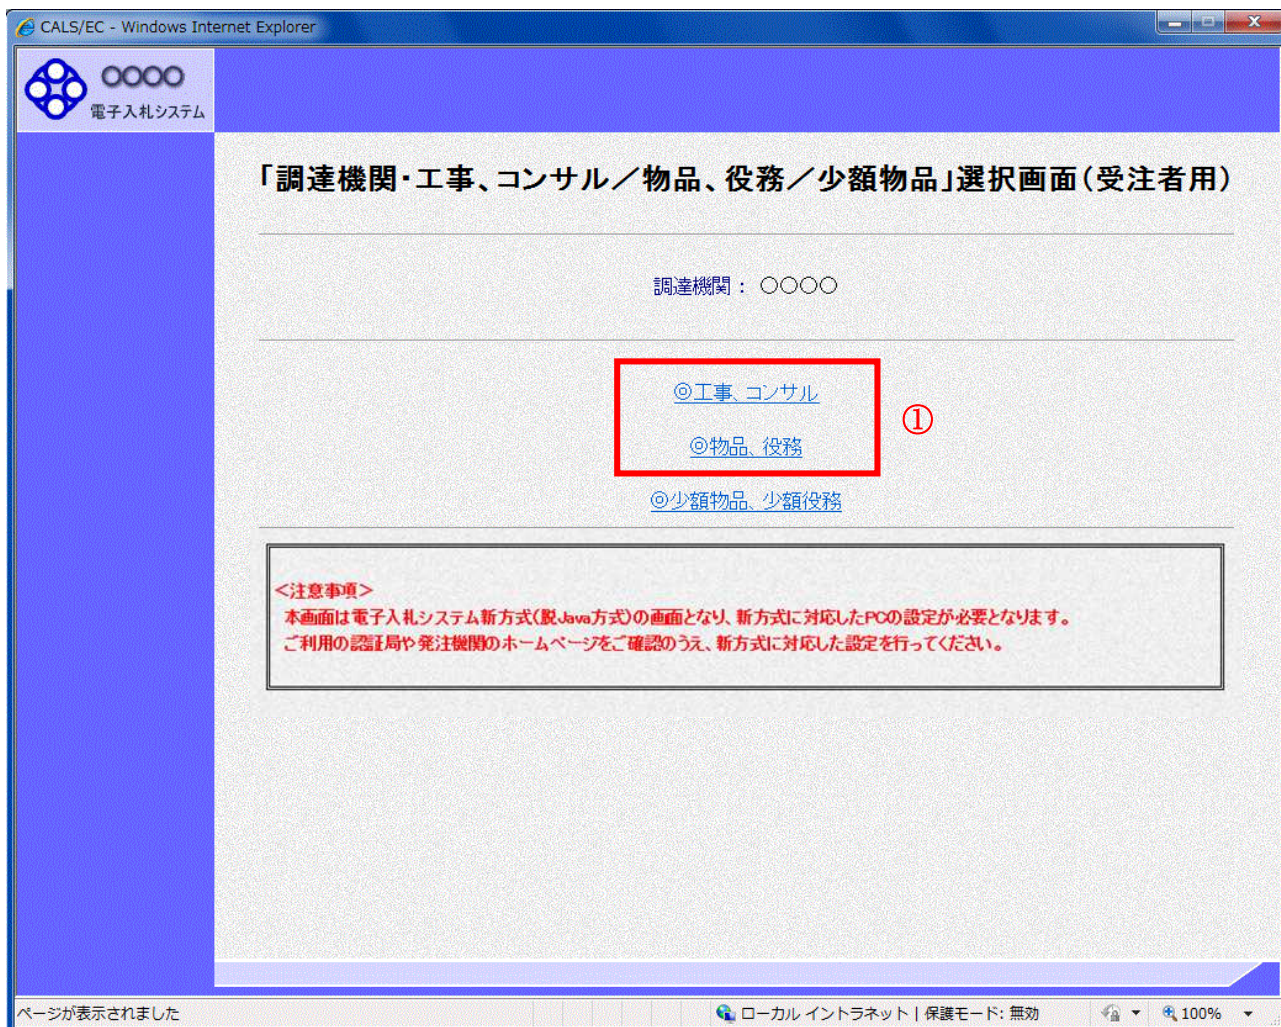 CALS/EC - Windows Internet Explorer
○○○○
電子入札システム
「調達機関・工事、コンサル／物品、役務／少額物品」選択画面(受注者用)
調達機関： ○○○○
◎工事、コンサル
①
◎物品、役務
◎少額物品、少額役務
＜注意事項＞
本画面は電子入札システム新方式(脱Java方式)の画面となり、新方式に対応したPCの設定が必要となります。
ご利用の認証局や発注機関のホームページをご確認のうえ、新方式に対応した設定を行ってください。
ページが表示されました
ローカル イントラネット | 保護モード: 無効
100%